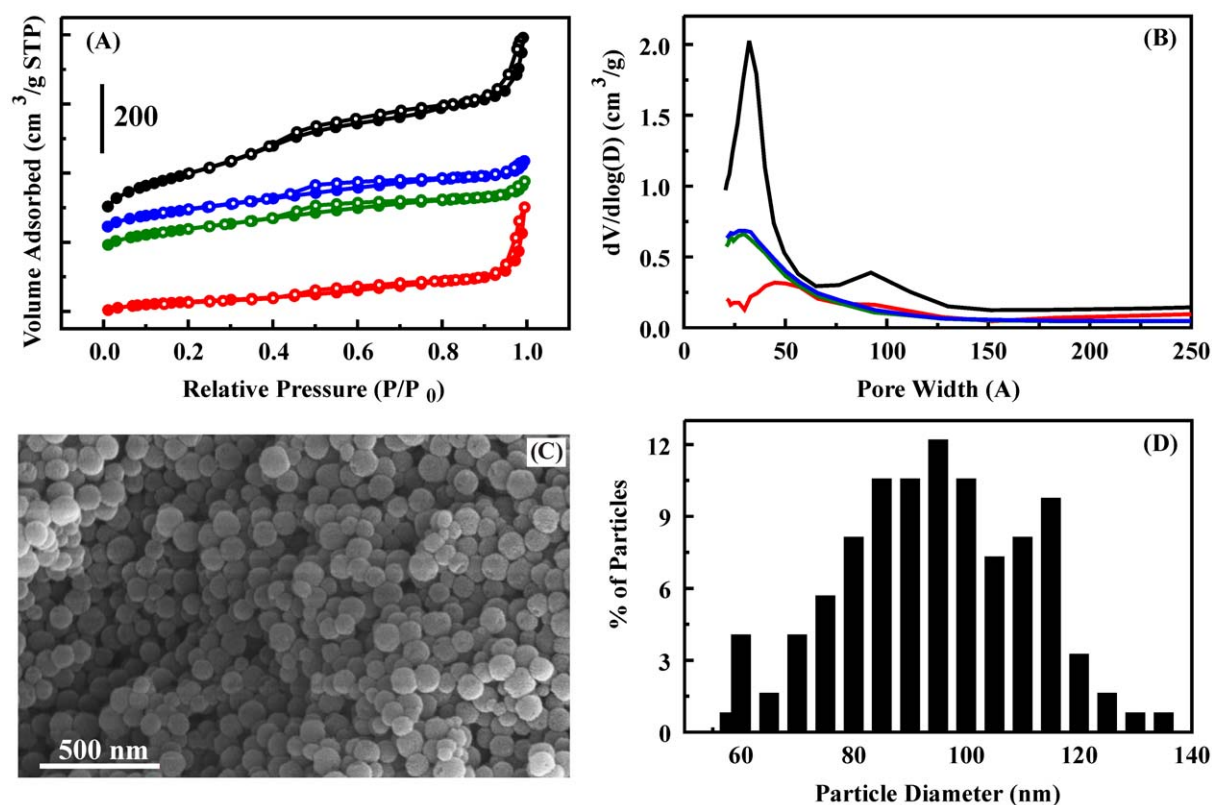 (A)
Volume Adsorbed (cm ³/g STP)
200
0.0 0.2 0.4 0.6 0.8 1.0
Relative Pressure (P/P ₀)
(B)
dV/dlog(D) (cm ³/g)
2.0
1.5
1.0
0.5
0.0
0 50 100 150 200 250
Pore Width (A)
(C)
500 nm
(D)
% of Particles
12
9
6
3
0
60 80 100 120 140
Particle Diameter (nm)